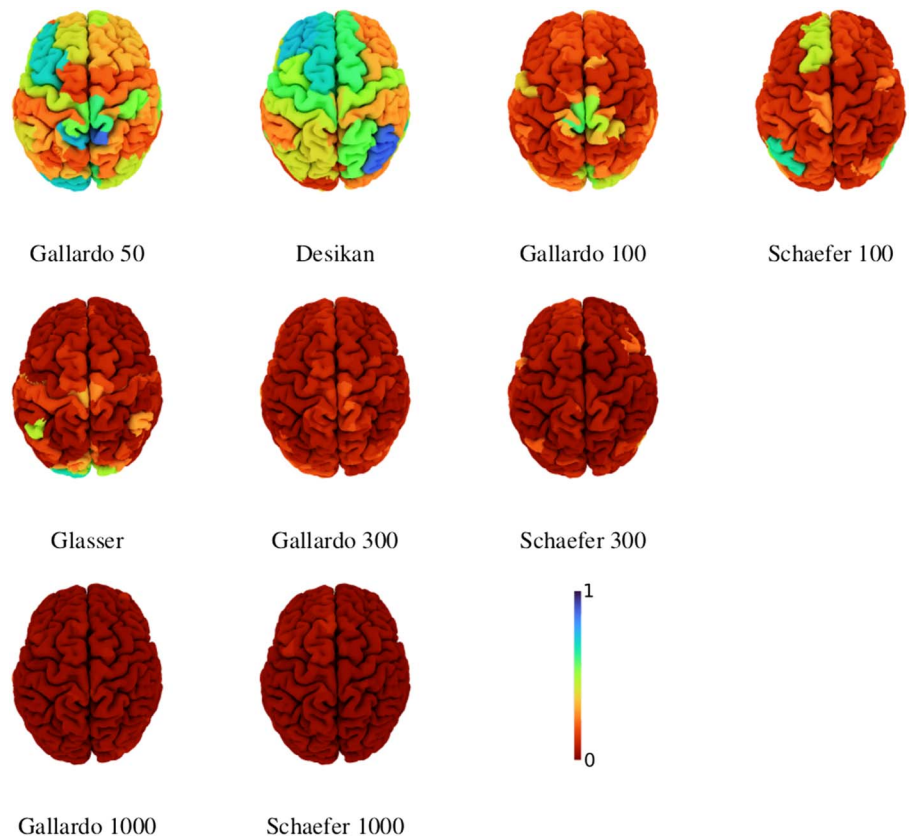 Gallardo 50
Desikan
Gallardo 100
Schaefer 100
Glasser
Gallardo 300
Schaefer 300
1
0
Gallardo 1000
Schaefer 1000